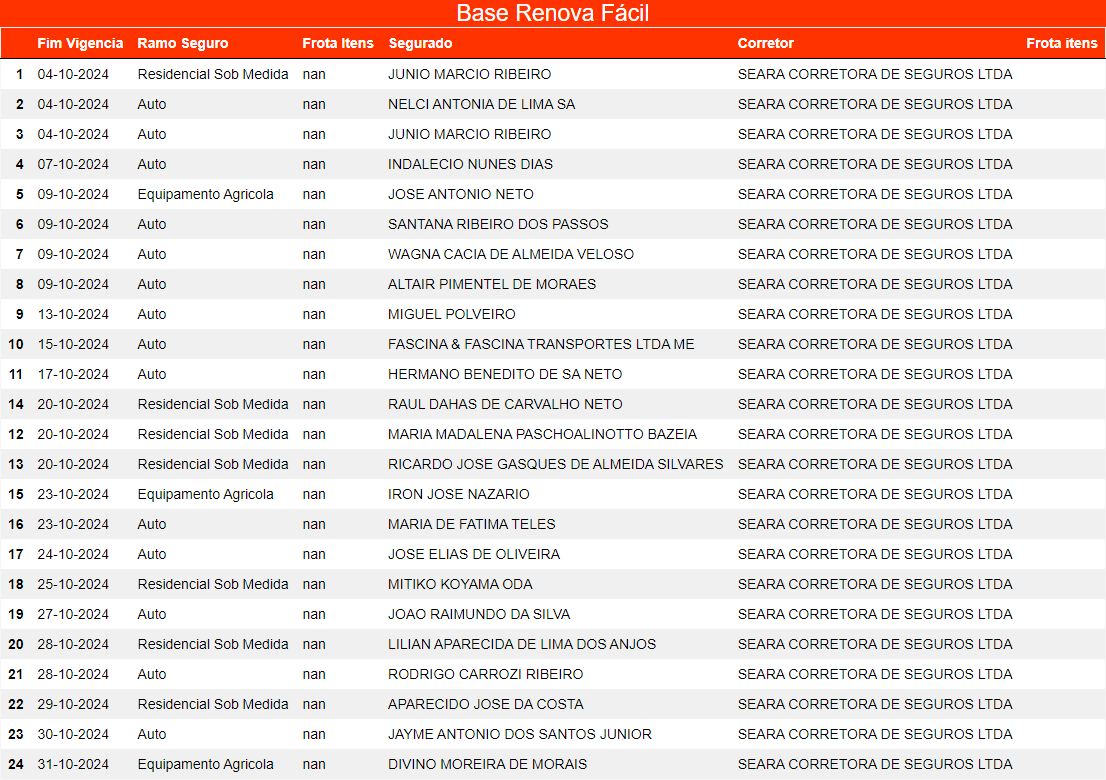 Base Renova Fácil
Fim Vigencia Ramo Seguro Frota Itens Segurado Corretor Frota itens
1 04-10-2024 Residencial Sob Medida nan JUNIO MARCIO RIBEIRO SEARA CORRETORA DE SEGUROS LTDA
2 04-10-2024 Auto nan NELCI ANTONIA DE LIMA SA SEARA CORRETORA DE SEGUROS LTDA
3 04-10-2024 Auto nan JUNIO MARCIO RIBEIRO SEARA CORRETORA DE SEGUROS LTDA
4 07-10-2024 Auto nan INDALECIO NUNES DIAS SEARA CORRETORA DE SEGUROS LTDA
5 09-10-2024 Equipamento Agricola nan JOSE ANTONIO NETO SEARA CORRETORA DE SEGUROS LTDA
6 09-10-2024 Auto nan SANTANA RIBEIRO DOS PASSOS SEARA CORRETORA DE SEGUROS LTDA
7 09-10-2024 Auto nan WAGNA CACIA DE ALMEIDA VELOSO SEARA CORRETORA DE SEGUROS LTDA
8 09-10-2024 Auto nan ALTAIR PIMENTEL DE MORAES SEARA CORRETORA DE SEGUROS LTDA
9 13-10-2024 Auto nan MIGUEL POLVEIRO SEARA CORRETORA DE SEGUROS LTDA
10 15-10-2024 Auto nan FASCINA & FASCINA TRANSPORTES LTDA ME SEARA CORRETORA DE SEGUROS LTDA
11 17-10-2024 Auto nan HERMANO BENEDITO DE SA NETO SEARA CORRETORA DE SEGUROS LTDA
14 20-10-2024 Residencial Sob Medida nan RAUL DAHAS DE CARVALHO NETO SEARA CORRETORA DE SEGUROS LTDA
12 20-10-2024 Residencial Sob Medida nan MARIA MADALENA PASCHOALINOTTO BAZEIA SEARA CORRETORA DE SEGUROS LTDA
13 20-10-2024 Residencial Sob Medida nan RICARDO JOSE GASQUES DE ALMEIDA SILVARES SEARA CORRETORA DE SEGUROS LTDA
15 23-10-2024 Equipamento Agricola nan IRON JOSE NAZARIO SEARA CORRETORA DE SEGUROS LTDA
16 23-10-2024 Auto nan MARIA DE FATIMA TELES SEARA CORRETORA DE SEGUROS LTDA
17 24-10-2024 Auto nan JOSE ELIAS DE OLIVEIRA SEARA CORRETORA DE SEGUROS LTDA
18 25-10-2024 Residencial Sob Medida nan MITIKO KOYAMA ODA SEARA CORRETORA DE SEGUROS LTDA
19 27-10-2024 Auto nan JOAO RAIMUNDO DA SILVA SEARA CORRETORA DE SEGUROS LTDA
20 28-10-2024 Residencial Sob Medida nan LILIAN APARECIDA DE LIMA DOS ANJOS SEARA CORRETORA DE SEGUROS LTDA
21 28-10-2024 Auto nan RODRIGO CARROZI RIBEIRO SEARA CORRETORA DE SEGUROS LTDA
22 29-10-2024 Residencial Sob Medida nan APARECIDO JOSE DA COSTA SEARA CORRETORA DE SEGUROS LTDA
23 30-10-2024 Auto nan JAYME ANTONIO DOS SANTOS JUNIOR SEARA CORRETORA DE SEGUROS LTDA
24 31-10-2024 Equipamento Agricola nan DIVINO MOREIRA DE MORAIS SEARA CORRETORA DE SEGUROS LTDA